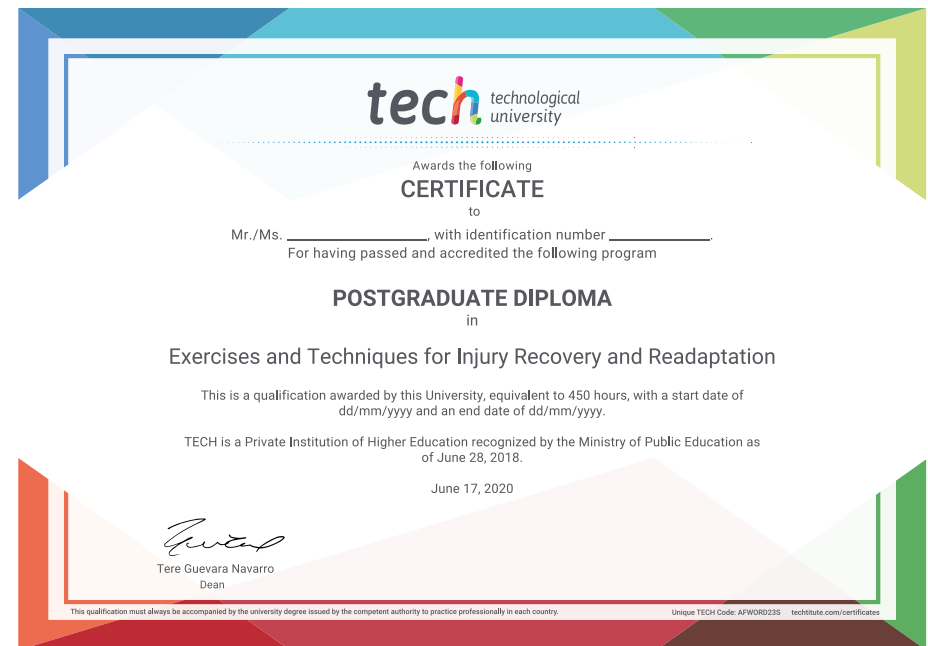 tech technological
university
Awards the following
CERTIFICATE
to
Mr./Ms. ____________________, with identification number ______________.
For having passed and accredited the following program
POSTGRADUATE DIPLOMA
in
Exercises and Techniques for Injury Recovery and Readaptation
This is a qualification awarded by this University, equivalent to 450 hours, with a start date of
dd/mm/yyyy and an end date of dd/mm/yyyy.
TECH is a Private Institution of Higher Education recognized by the Ministry of Public Education as
of June 28, 2018.
June 17, 2020
Tere Guevara Navarro
Dean
This qualification must always be accompanied by the university degree issued by the competent authority to practice professionally in each country.
Unique TECH Code: AFWORD23S techtitute.com/certificates